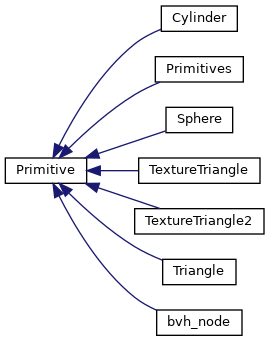 Cylinder
Primitives
Sphere
Primitive
TextureTriangle
TextureTriangle2
Triangle
bvh_node